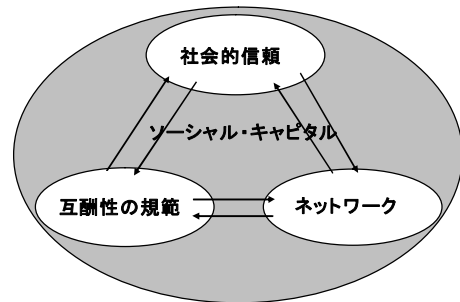 社会的信頼
ソーシャル・キャピタル
互酬性の規範
ネットワーク